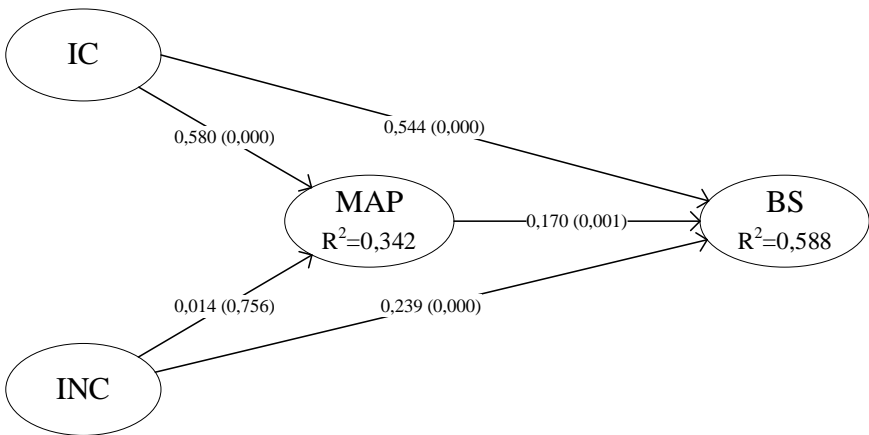 IC
0,580 (0,000)
0,544 (0,000)
MAP
R²=0,342
0,170 (0,001)
BS
R²=0,588
0,014 (0,756)
0,239 (0,000)
INC